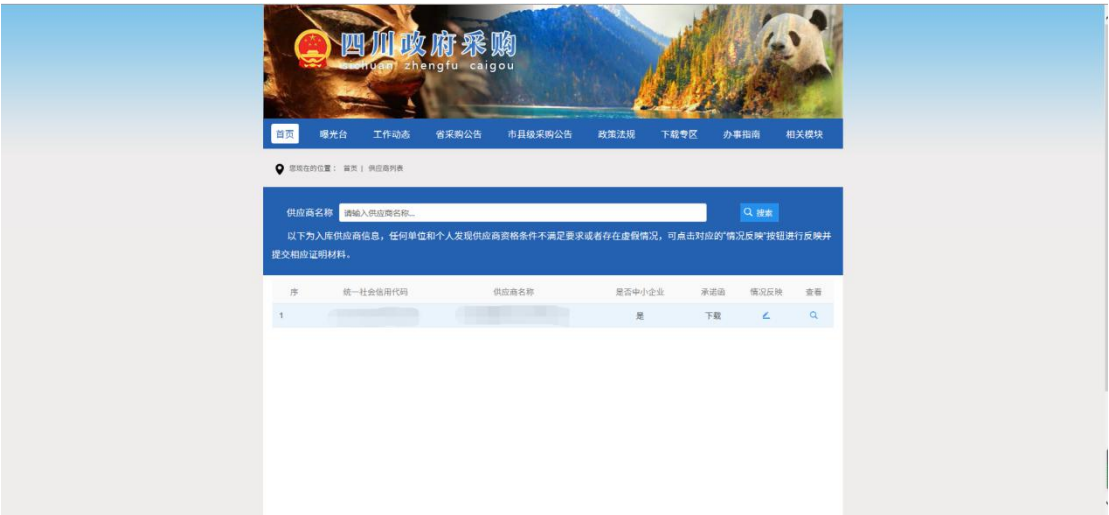 四川政府采购
sichuan zhengfu caigou
首页 曝光台 工作动态 省采购公告 市县级采购公告 政策法规 下载专区 办事指南 相关模块
您现在的位置： 首页 | 供应商列表
供应商名称 请输入供应商名称... 搜索
以下为入库供应商信息，任何单位和个人发现供应商资格条件不满足要求或者存在虚假情况，可点击对应的"情况反映"按钮进行反映并
提交相应证明材料。
序 统一社会信用代码 供应商名称 是否中小企业 承诺函 情况反映 查看
1 是 下载